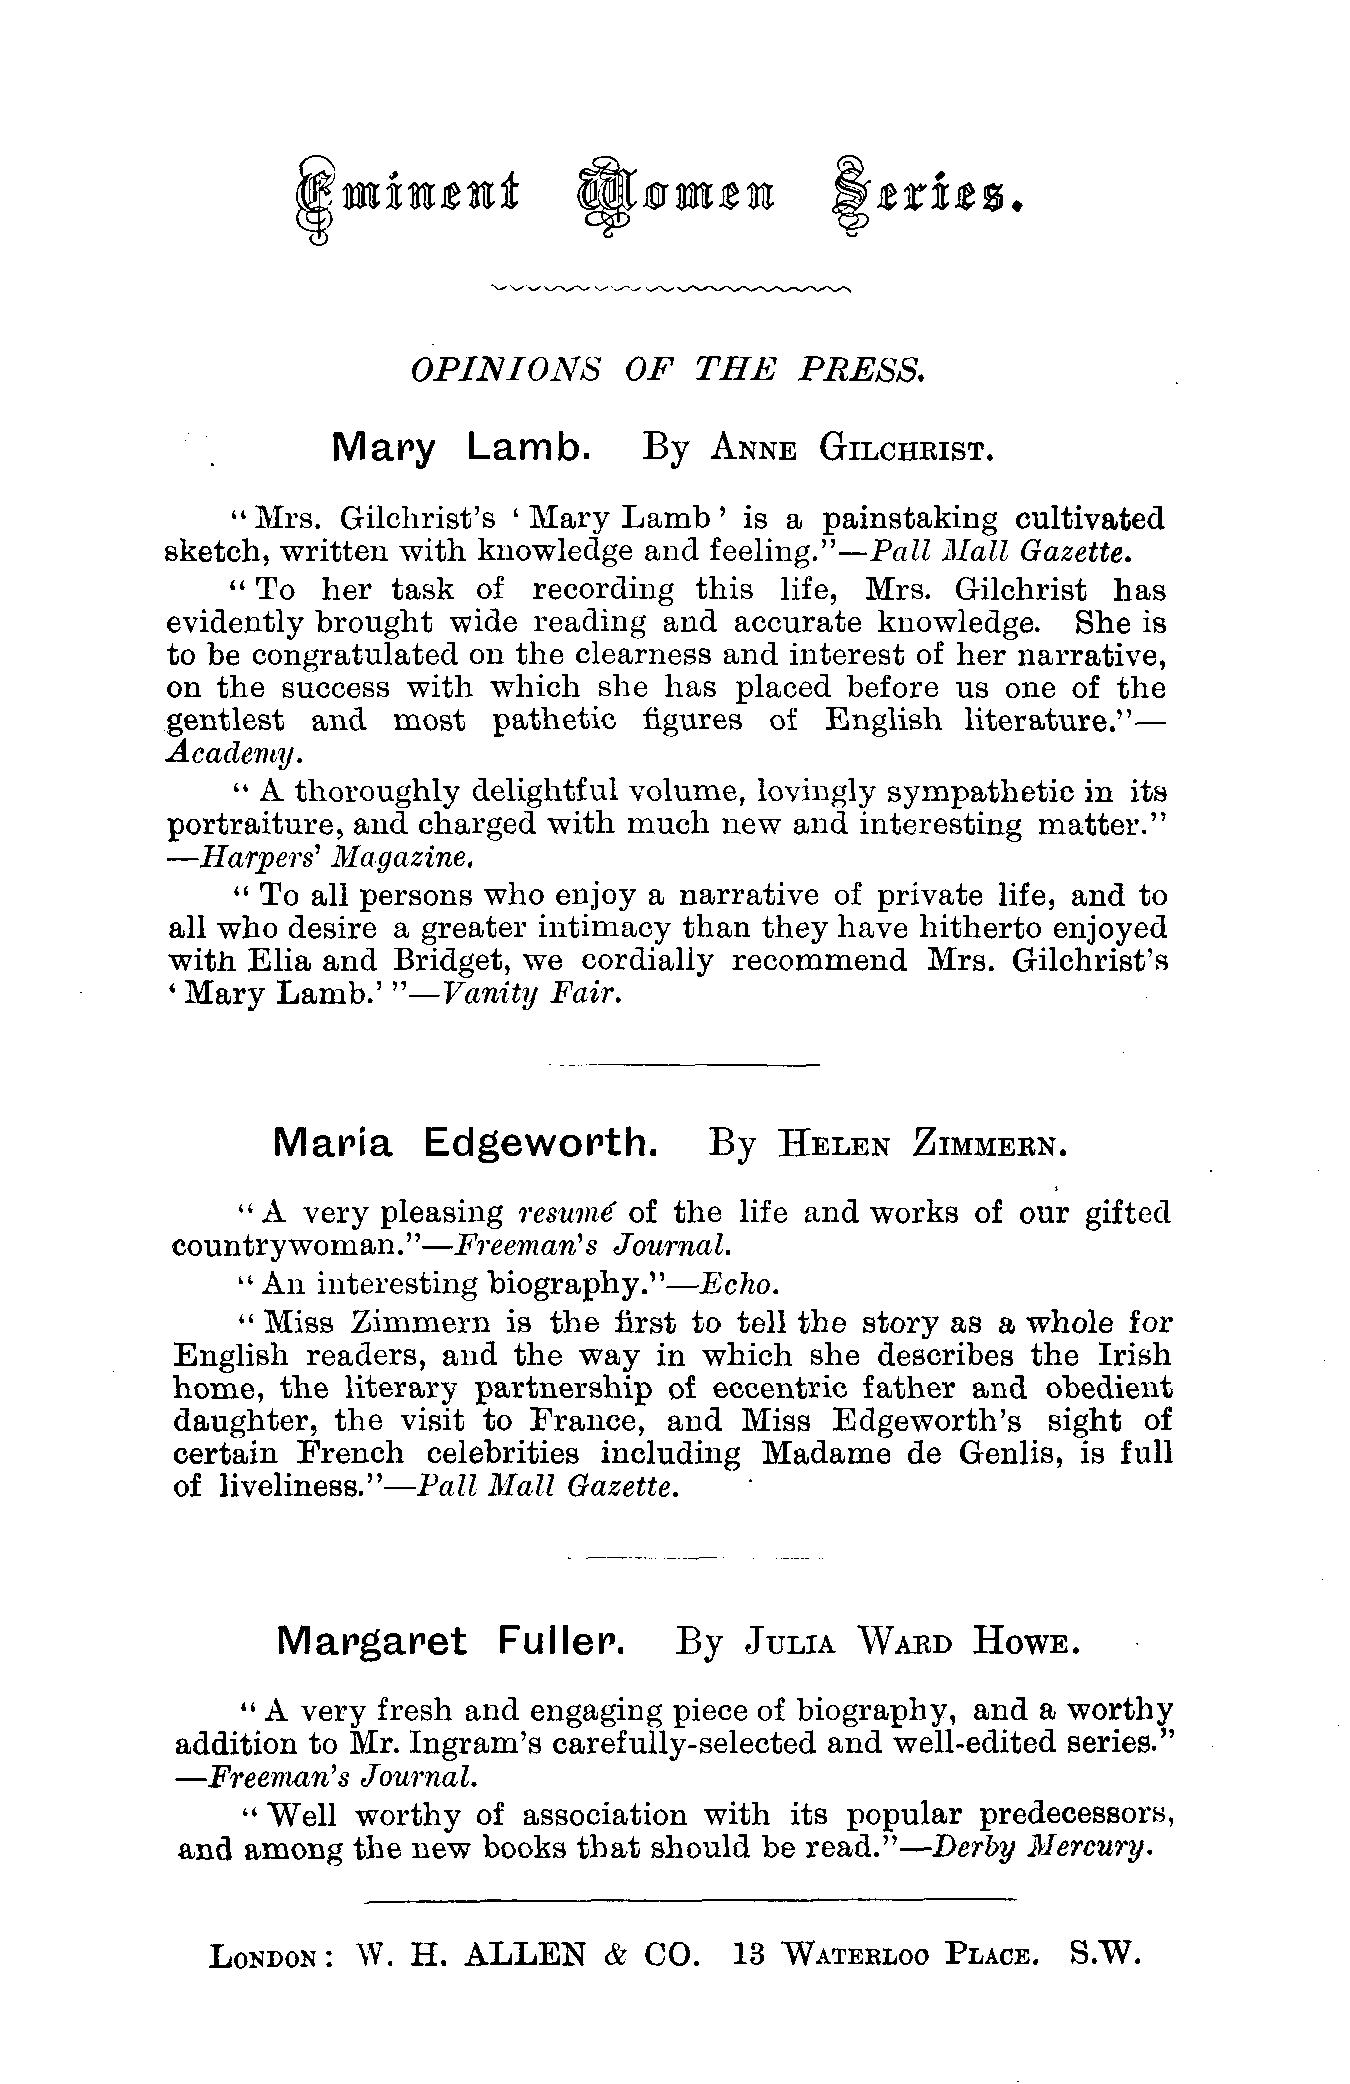 Eminent Women Series.
OPINIONS OF THE PRESS.
Mary Lamb. By ANNE GILCHRIST.
“Mrs. Gilchrist’s ‘Mary Lamb’ is a painstaking cultivated
sketch, written with knowledge and feeling.”—Pall Mall Gazette.
“To her task of recording this life, Mrs. Gilchrist has
evidently brought wide reading and accurate knowledge. She is
to be congratulated on the clearness and interest of her narrative,
on the success with which she has placed before us one of the
gentlest and most pathetic figures of English literature.”—
Academy.
“A thoroughly delightful volume, lovingly sympathetic in its
portraiture, and charged with much new and interesting matter.”
—Harpers’ Magazine.
“To all persons who enjoy a narrative of private life, and to
all who desire a greater intimacy than they have hitherto enjoyed
with Elia and Bridget, we cordially recommend Mrs. Gilchrist’s
‘Mary Lamb.’”—Vanity Fair.
Maria Edgeworth. By HELEN ZIMMERN.
“A very pleasing resumé of the life and works of our gifted
countrywoman.”—Freeman’s Journal.
“An interesting biography.”—Echo.
“Miss Zimmern is the first to tell the story as a whole for
English readers, and the way in which she describes the Irish
home, the literary partnership of eccentric father and obedient
daughter, the visit to France, and Miss Edgeworth’s sight of
certain French celebrities including Madame de Genlis, is full
of liveliness.”—Pall Mall Gazette.
Margaret Fuller. By JULIA WARD HOWE.
“A very fresh and engaging piece of biography, and a worthy
addition to Mr. Ingram’s carefully-selected and well-edited series.”
—Freeman’s Journal.
“Well worthy of association with its popular predecessors,
and among the new books that should be read.”—Derby Mercury.
LONDON: W. H. ALLEN & CO. 13 WATERLOO PLACE. S.W.